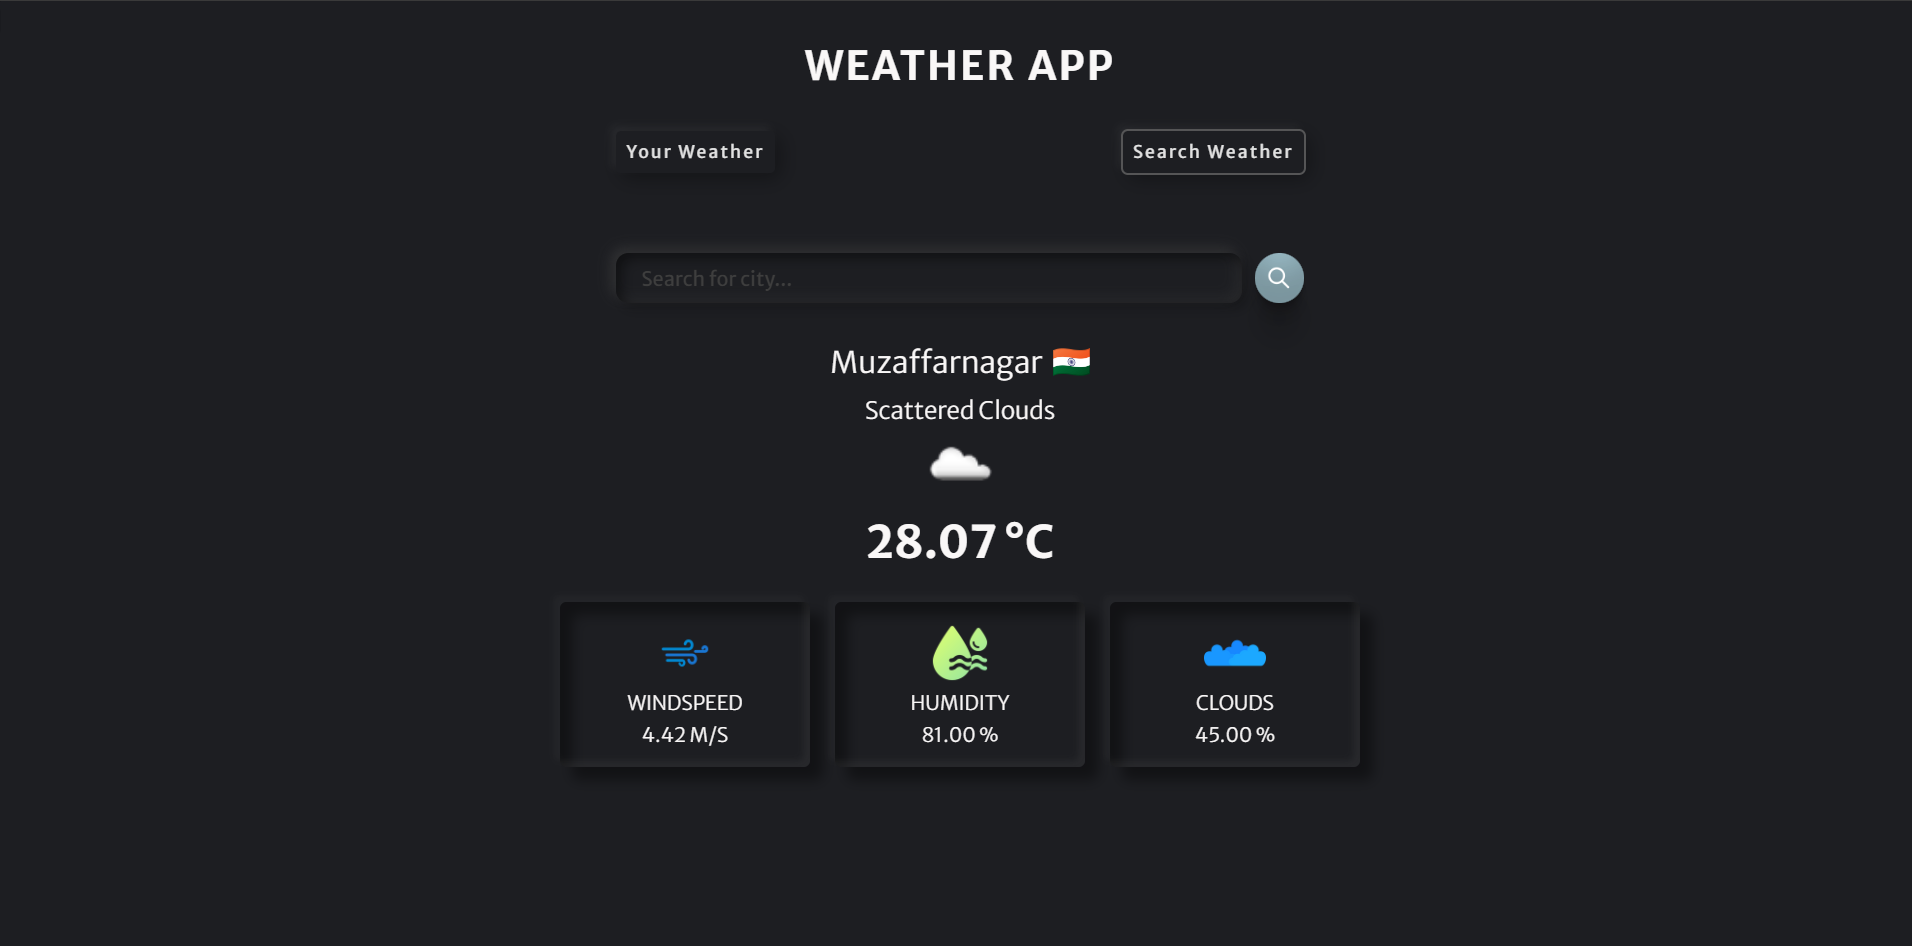 WEATHER APP
Your Weather
Search Weather
Search for city...
Muzaffarnagar 🇮🇳
Scattered Clouds
28.07 °C
WINDSPEED
4.42 M/S
HUMIDITY
81.00 %
CLOUDS
45.00 %